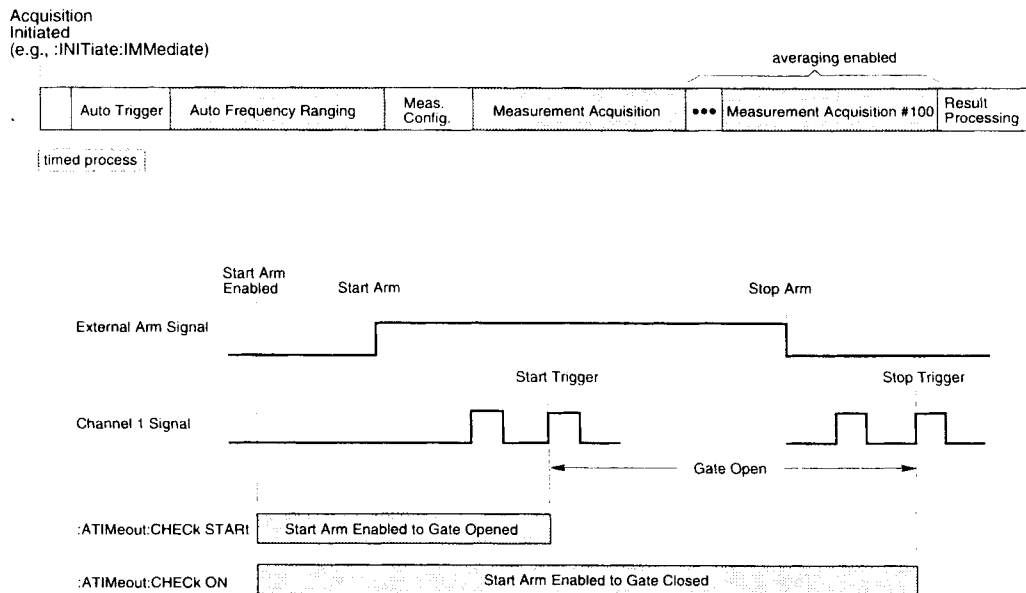 Acquisition
Initiated
(e.g., :INITiate:IMMediate)
averaging enabled
Auto Trigger
Auto Frequency Ranging
Meas.
Config.
Measurement Acquisition
•••
Measurement Acquisition #100
Result
Processing
timed process
Start Arm
Enabled
Start Arm
Stop Arm
External Arm Signal
Start Trigger
Stop Trigger
Channel 1 Signal
Gate Open
:ATIMeout:CHECk STARt
Start Arm Enabled to Gate Opened
:ATIMeout:CHECk ON
Start Arm Enabled to Gate Closed